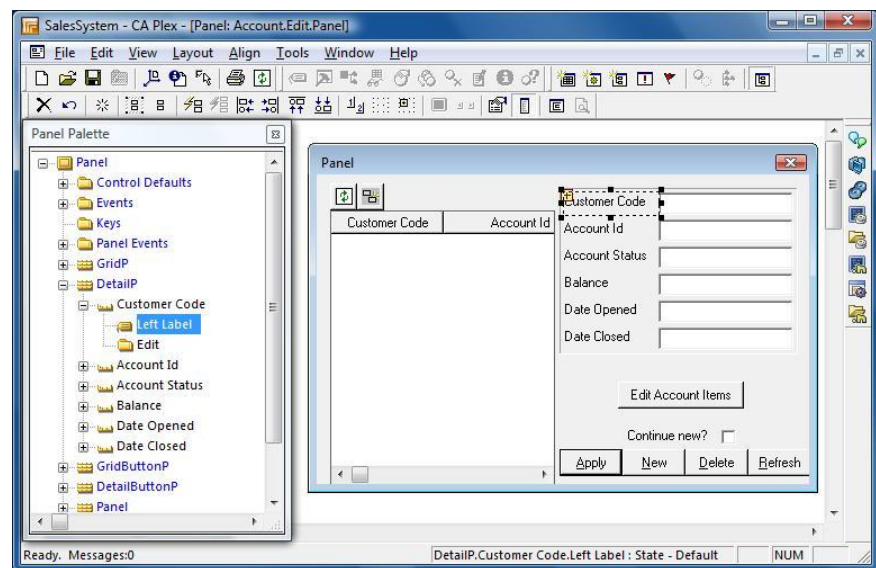 SalesSystem - CA Plex - [Panel: Account.Edit.Panel]
File Edit View Layout Align Tools Window Help
Panel Palette
Panel
Control Defaults
Events
Keys
Panel Events
GridP
DetailP
Customer Code
Left Label
Edit
Account Id
Account Status
Balance
Date Opened
Date Closed
GridButtonP
DetailButtonP
Panel
Panel
Customer Code Account Id
Customer Code
Account Id
Account Status
Balance
Date Opened
Date Closed
Edit Account Items
Continue new?
Apply New Delete Refresh
Ready. Messages:0 DetailP.Customer Code.Left Label : State - Default NUM